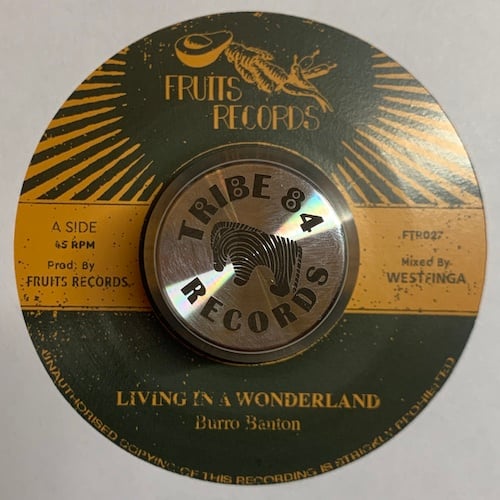 FRUITS
RECORDS
TRIBE 84
RECORDS
A SIDE
45 RPM
Prod. By
FRUITS RECORDS
FTR027
Mixed By
WESTFINGA
LIVING IN A WONDERLAND
Burro Banton
UNAUTHORISED COPYING OF THIS RECORDING IS STRICKLY PROHIBITED